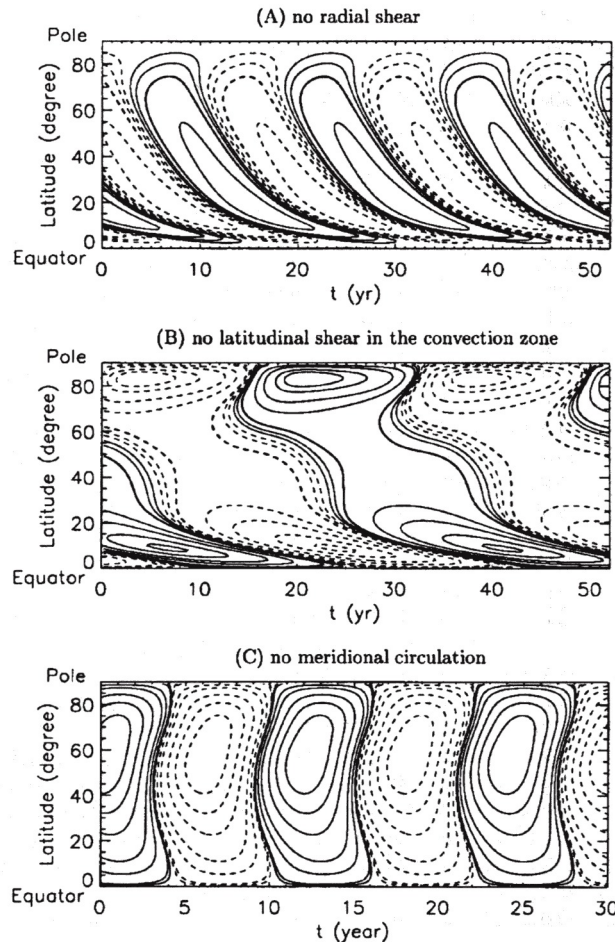 (A) no radial shear
Pole
80
60
40
20
0
Equator
Latitude (degree)
0 10 20 30 40 50
t (yr)
(B) no latitudinal shear in the convection zone
Pole
80
60
40
20
0
Equator
Latitude (degree)
0 10 20 30 40 50
t (yr)
(C) no meridional circulation
Pole
80
60
40
20
0
Equator
Latitude (degree)
0 5 10 15 20 25 30
t (year)